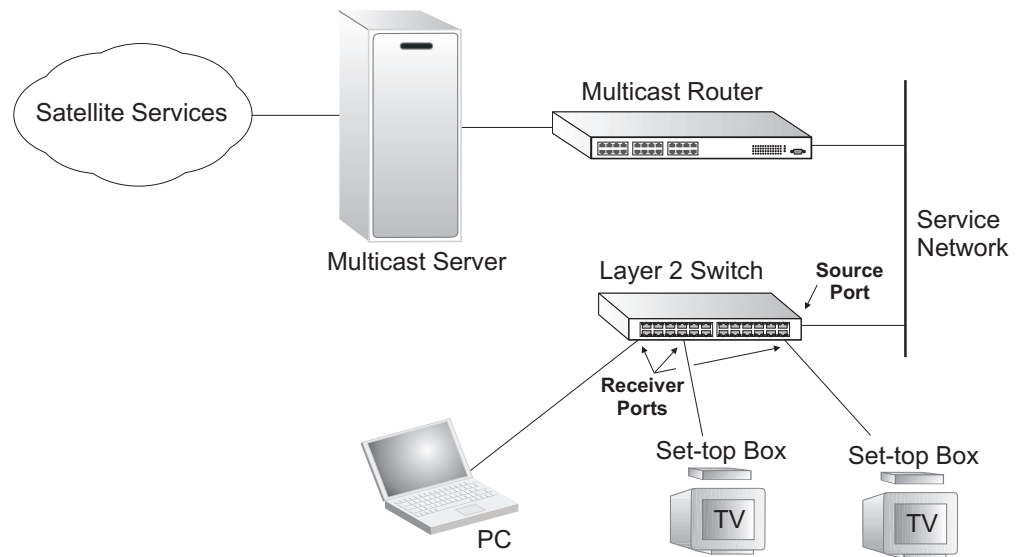 Satellite Services
Multicast Router
Multicast Server
Service
Network
Layer 2 Switch
Source
Port
Receiver
Ports
Set-top Box
Set-top Box
PC
TV
TV